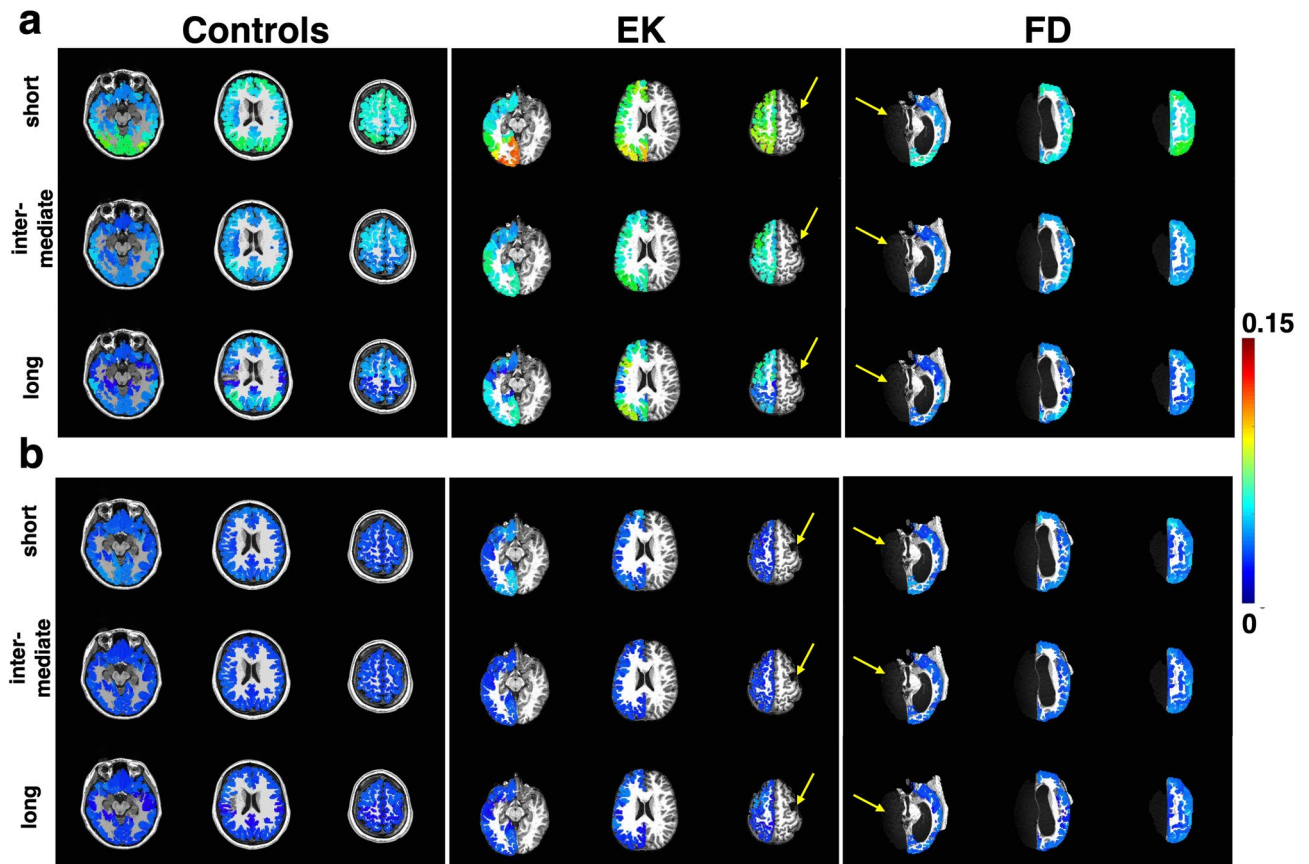 a
Controls
EK
FD
short
inter-
mediate
long
0.15
0
b
short
inter-
mediate
long